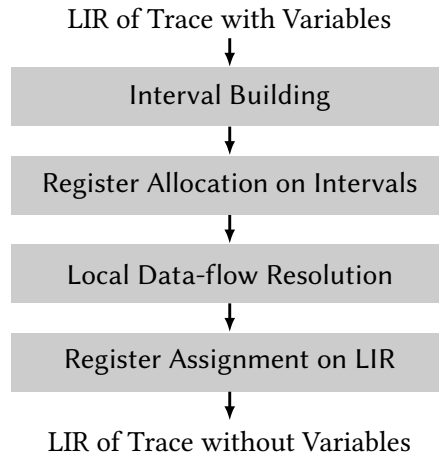 LIR of Trace with Variables
Interval Building
Register Allocation on Intervals
Local Data-flow Resolution
Register Assignment on LIR
LIR of Trace without Variables